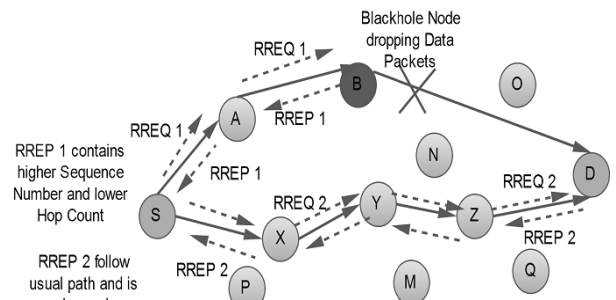 Blackhole Node
dropping Data
Packets
RREQ 1
B
O
RREP 1
A
RREQ 1
N
RREP 1 contains
higher Sequence
Number and lower
Hop Count
RREP 1
D
RREQ 2
RREQ 2
Y
S
Z
X
RREP 2
RREP 2 follow
usual path and is
RREP 2
P
M
Q